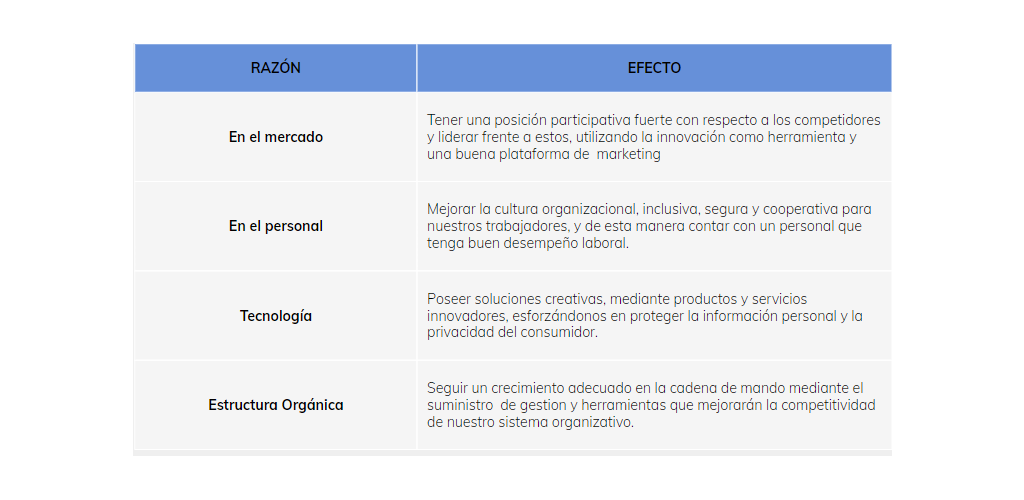 RAZÓN
EFECTO
En el mercado
Tener una posición participativa fuerte con respecto a los competidores
y liderar frente a estos, utilizando la innovación como herramienta y
una buena plataforma de  marketing
En el personal
Mejorar la cultura organizacional, inclusiva, segura y cooperativa para
nuestros trabajadores, y de esta manera contar con un personal que
tenga buen desempeño laboral.
Tecnología
Poseer soluciones creativas, mediante productos y servicios
innovadores, esforzándonos en proteger la información personal y la
privacidad del consumidor.
Estructura Orgánica
Seguir un crecimiento adecuado en la cadena de mando mediante el
suministro  de gestion y herramientas que mejorarán la competitividad
de nuestro sistema organizativo.